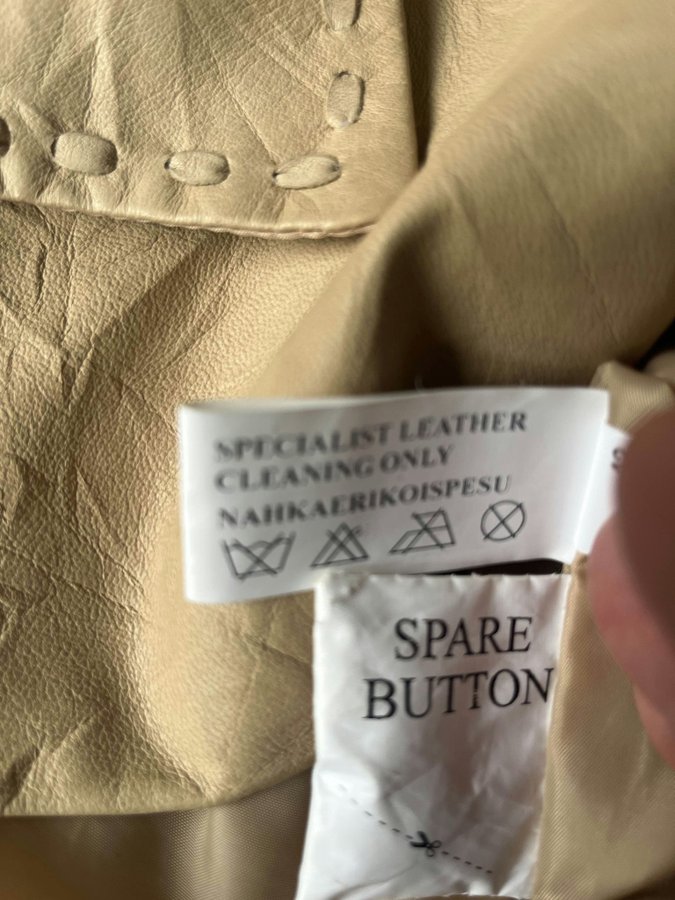 SPECIALIST LEATHER
CLEANING ONLY
NAHKAERIKOISPESU
SPARE
BUTTON